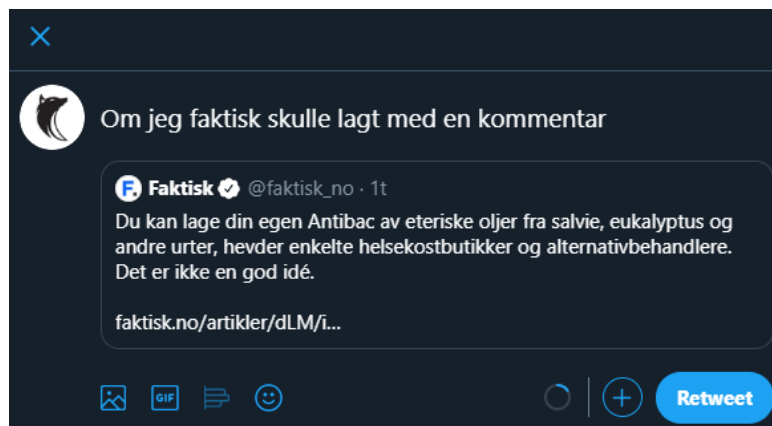 Om jeg faktisk skulle lagt med en kommentar
F. Faktisk @faktisk_no · 1t
Du kan lage din egen Antibac av eteriske oljer fra salvie, eukalyptus og
andre urter, hevder enkelte helsekostbutikker og alternativbehandlere.
Det er ikke en god idé.
faktisk.no/artikler/dLM/i...
GIF
Retweet